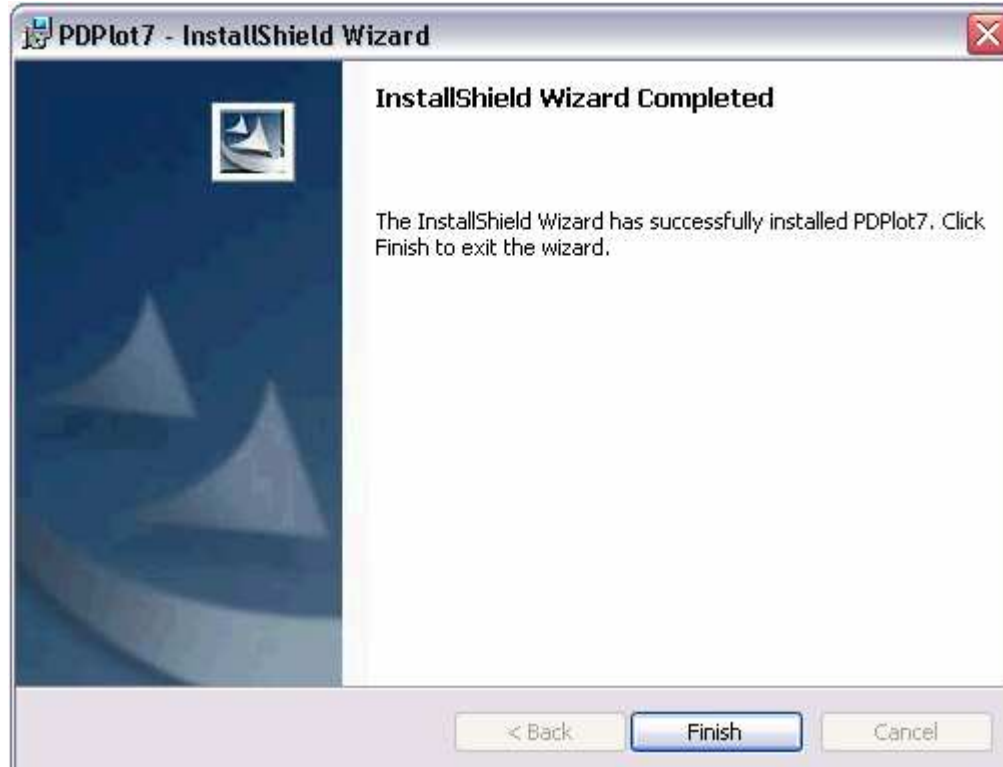 PDPlot7 - InstallShield Wizard
InstallShield Wizard Completed
The InstallShield Wizard has successfully installed PDPlot7. Click
Finish to exit the wizard.
< Back
Finish
Cancel